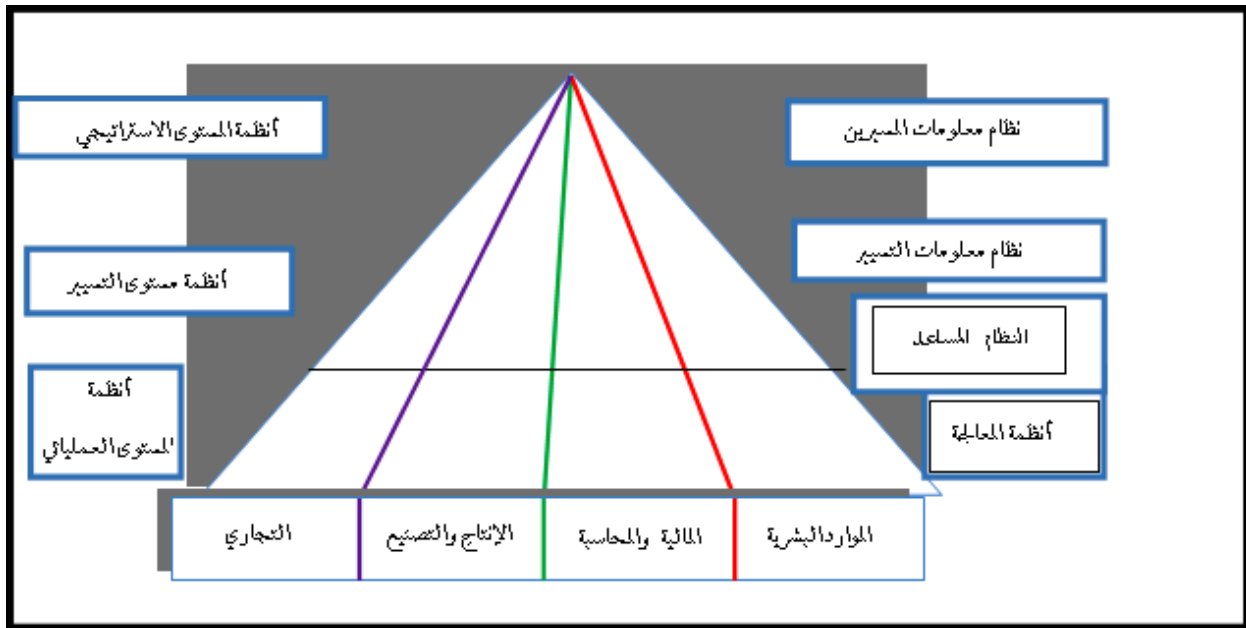 نظام معلومات المسيرين
أنظمة المستوى الاستراتيجي
نظام معلومات التسيير
أنظمة مستوى التسيير
النظام المساعد
أنظمة
المستوى العملياتي
أنظمة المعالجة
الموارد البشرية
المالية والمحاسبة
الإنتاج والتصنيع
التجاري